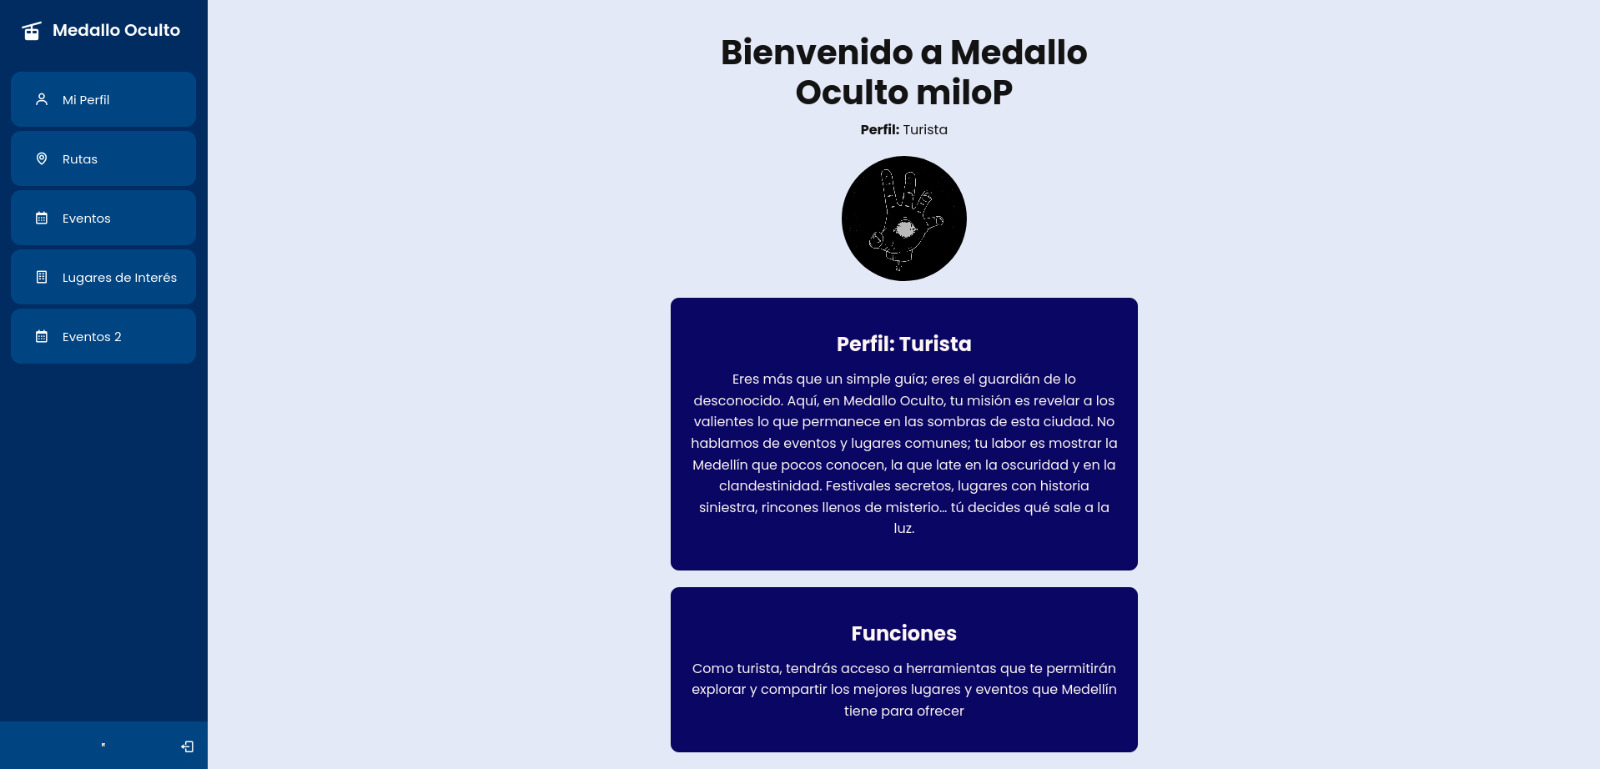 Medallo Oculto
Mi Perfil
Rutas
Eventos
Lugares de Interés
Eventos 2
Bienvenido a Medallo
Oculto miloP
Perfil: Turista
Perfil: Turista
Eres más que un simple guía; eres el guardián de lo
desconocido. Aquí, en Medallo Oculto, tu misión es revelar a los
valientes lo que permanece en las sombras de esta ciudad. No
hablamos de eventos y lugares comunes; tu labor es mostrar la
Medellín que pocos conocen, la que late en la oscuridad y en la
clandestinidad. Festivales secretos, lugares con historia
siniestra, rincones llenos de misterio... tú decides qué sale a la
luz.
Funciones
Como turista, tendrás acceso a herramientas que te permitirán
explorar y compartir los mejores lugares y eventos que Medellín
tiene para ofrecer